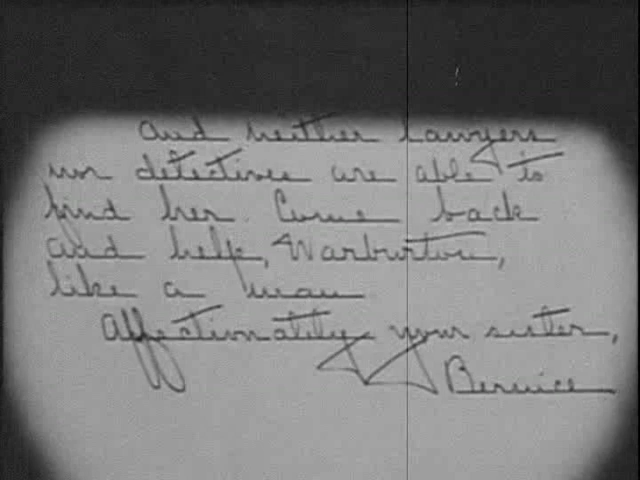 and neither lawyers
nor detectives are able to
find her. Come back
and help, Warburton,
like a man
Affectionately your sister,
Bernice